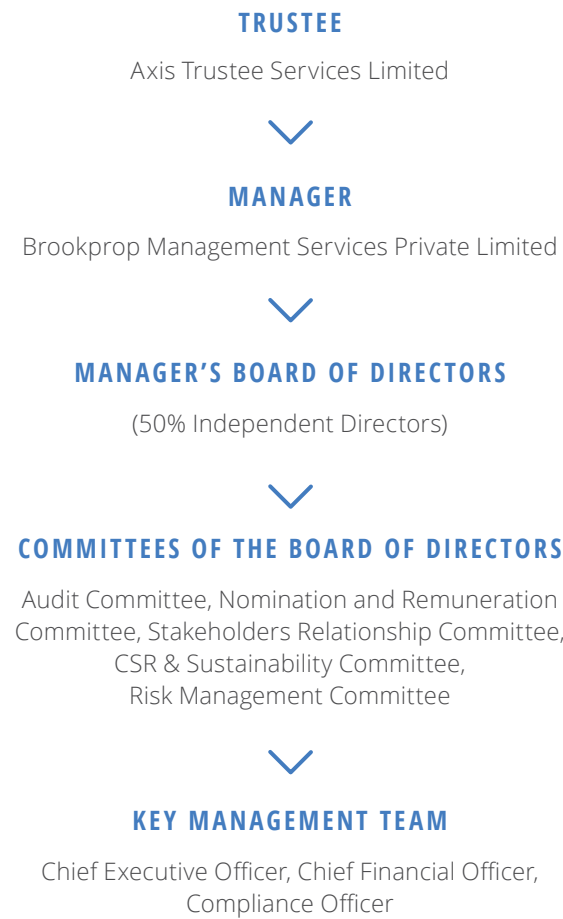 TRUSTEE
Axis Trustee Services Limited
MANAGER
Brookprop Management Services Private Limited
MANAGER’S BOARD OF DIRECTORS
(50% Independent Directors)
COMMITTEES OF THE BOARD OF DIRECTORS
Audit Committee, Nomination and Remuneration
Committee, Stakeholders Relationship Committee,
CSR & Sustainability Committee,
Risk Management Committee
KEY MANAGEMENT TEAM
Chief Executive Officer, Chief Financial Officer,
Compliance Officer